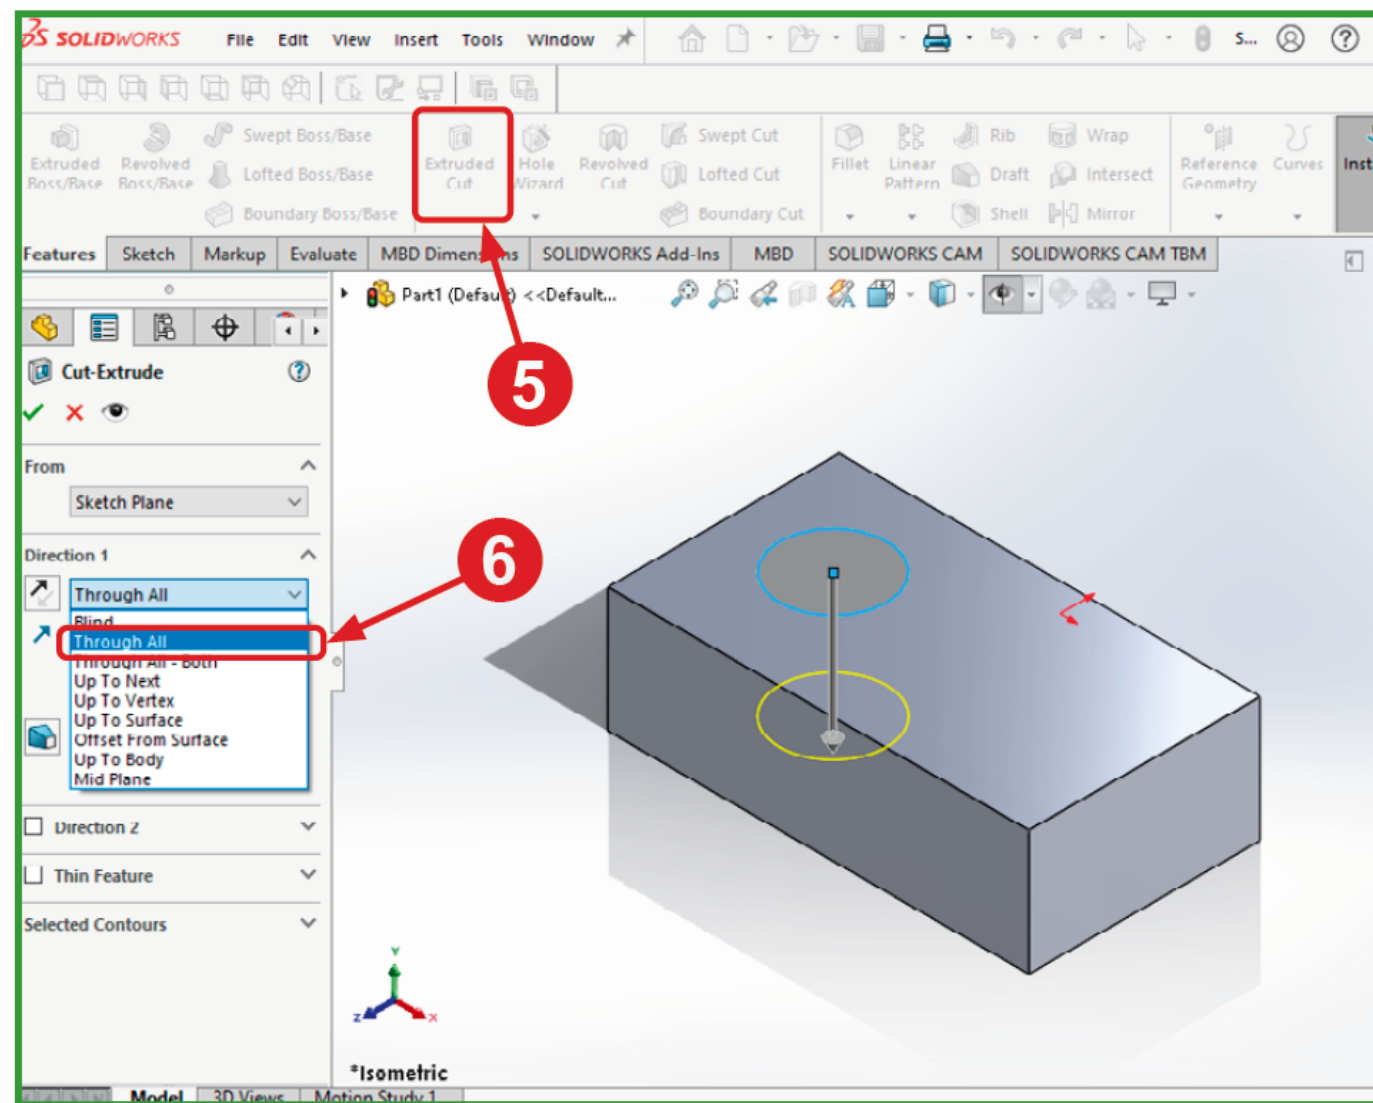 SOLIDWORKS File Edit View Insert Tools Window S... ?
Extruded Boss/Base
Revolved Boss/Base
Swept Boss/Base
Lofted Boss/Base
Boundary Boss/Base
Extruded Cut
Hole Wizard
Revolved Cut
Swept Cut
Lofted Cut
Boundary Cut
Fillet
Linear Pattern
Rib
Draft
Shell
Wrap
Intersect
Mirror
Reference Geometry
Curves
Inst
Features Sketch Markup Evaluate MBD Dimensions SOLIDWORKS Add-Ins MBD SOLIDWORKS CAM SOLIDWORKS CAM TBM
Part1 (Default) <<Default...
5
Cut-Extrude ?
From
Sketch Plane
Direction 1
6
Through All
Blind
Through All
Through All - Both
Up To Next
Up To Vertex
Up To Surface
Offset From Surface
Up To Body
Mid Plane
Direction 2
Thin Feature
Selected Contours
Y
Z
X
*Isometric
Model 3D Views Motion Study 1